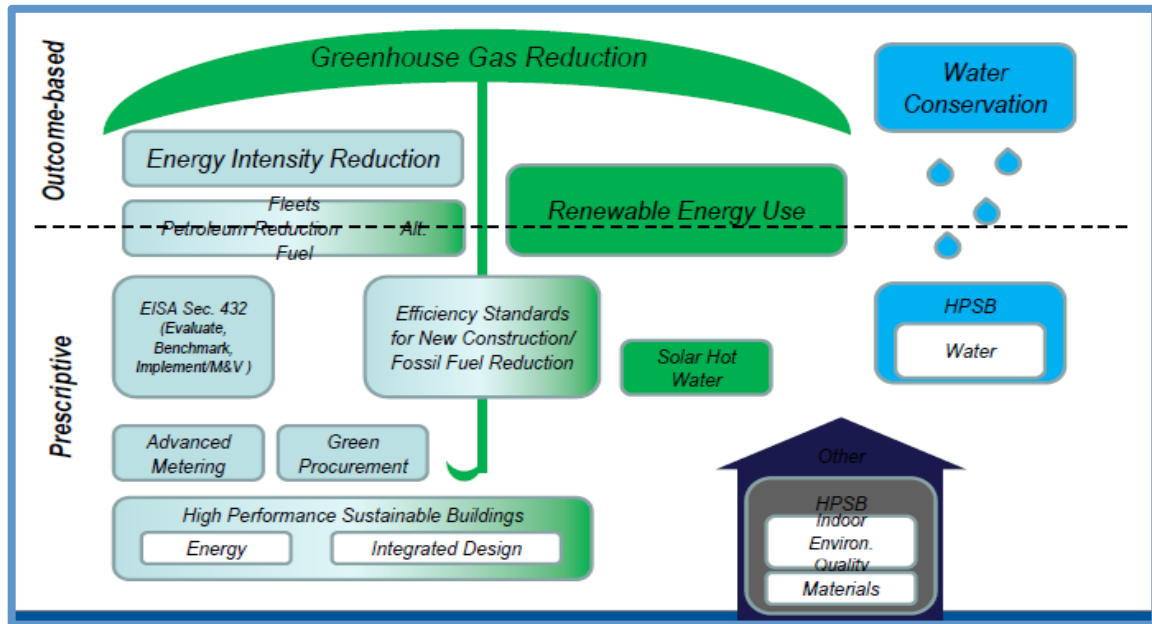 Outcome-based
Greenhouse Gas Reduction
Water
Conservation
Energy Intensity Reduction
Fleets
Petroleum Reduction Alt.
Fuel
Renewable Energy Use
Prescriptive
EISA Sec. 432
(Evaluate,
Benchmark,
Implement/M&V )
Efficiency Standards
for New Construction/
Fossil Fuel Reduction
Solar Hot
Water
HPSB
Water
Advanced
Metering
Green
Procurement
High Performance Sustainable Buildings
Energy
Integrated Design
Other
HPSB
Indoor
Environ.
Quality
Materials